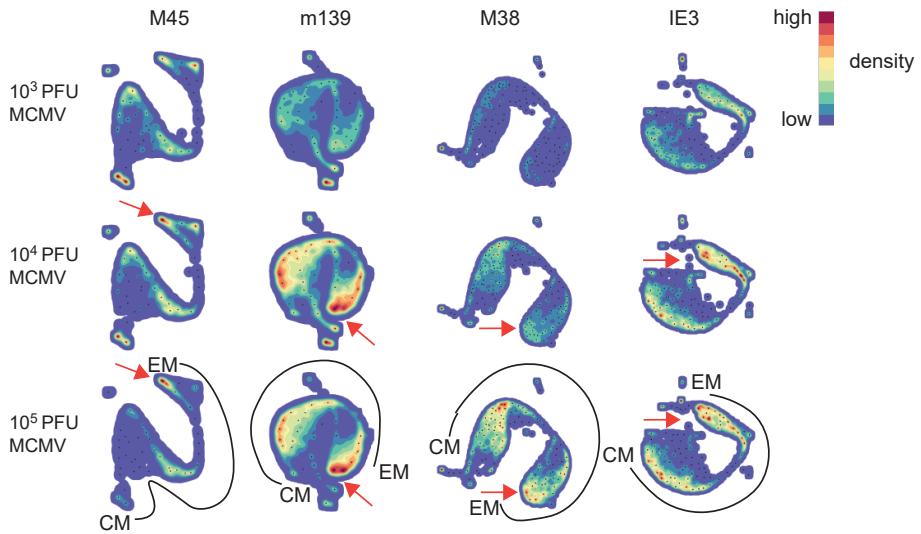 M45 m139 M38 IE3
high
density
low
10³ PFU
MCMV
10⁴ PFU
MCMV
10⁵ PFU
MCMV
EM
CM
CM
EM
CM
EM
EM
CM